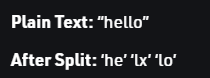 Plain Text: “hello”
After Split: ‘he’ ‘lx’ ‘lo’